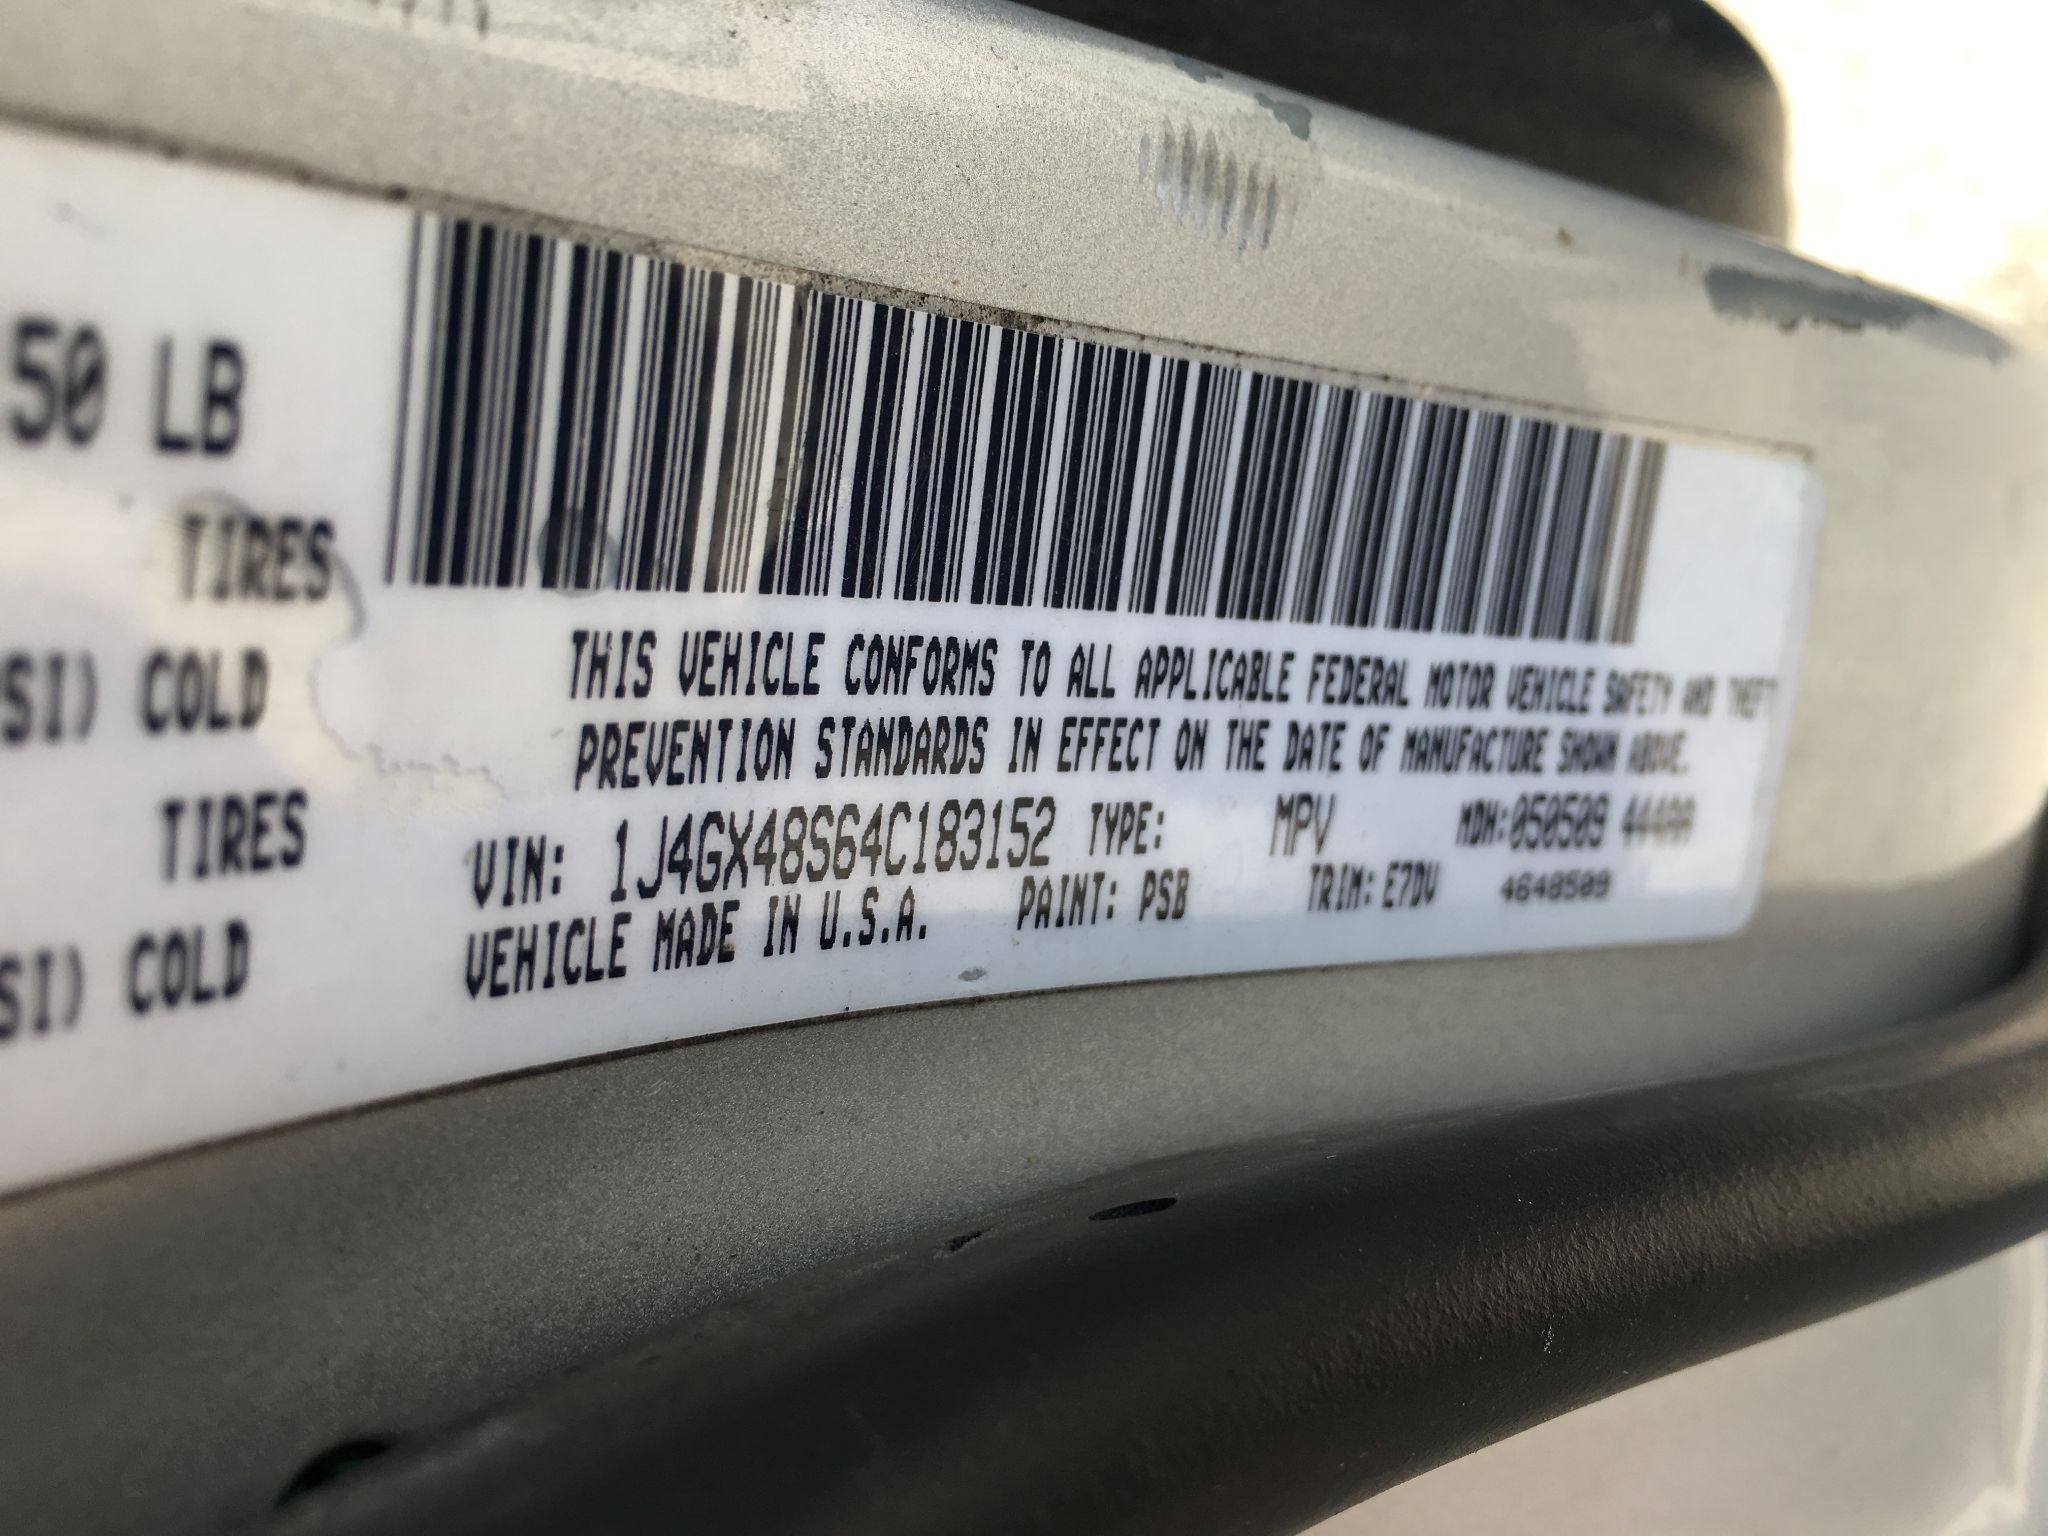 50 LB
TIRES
SI) COLD
TIRES
SI) COLD
THIS VEHICLE CONFORMS TO ALL APPLICABLE FEDERAL MOTOR VEHICLE SAFETY AND THEFT
PREVENTION STANDARDS IN EFFECT ON THE DATE OF MANUFACTURE SHOWN ABOVE.
VIN: 1J4GX48S64C183152 TYPE: MPV MDH:050509 444AA
VEHICLE MADE IN U.S.A. PAINT: PSB TRIM: E7DV 4648509